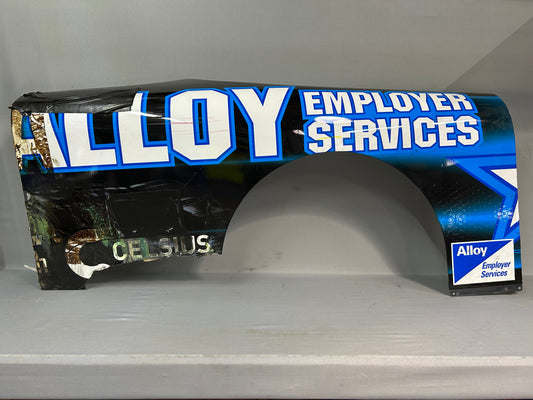 ALLOY
EMPLOYER
SERVICES
CELSIUS
Alloy
Employer
Services